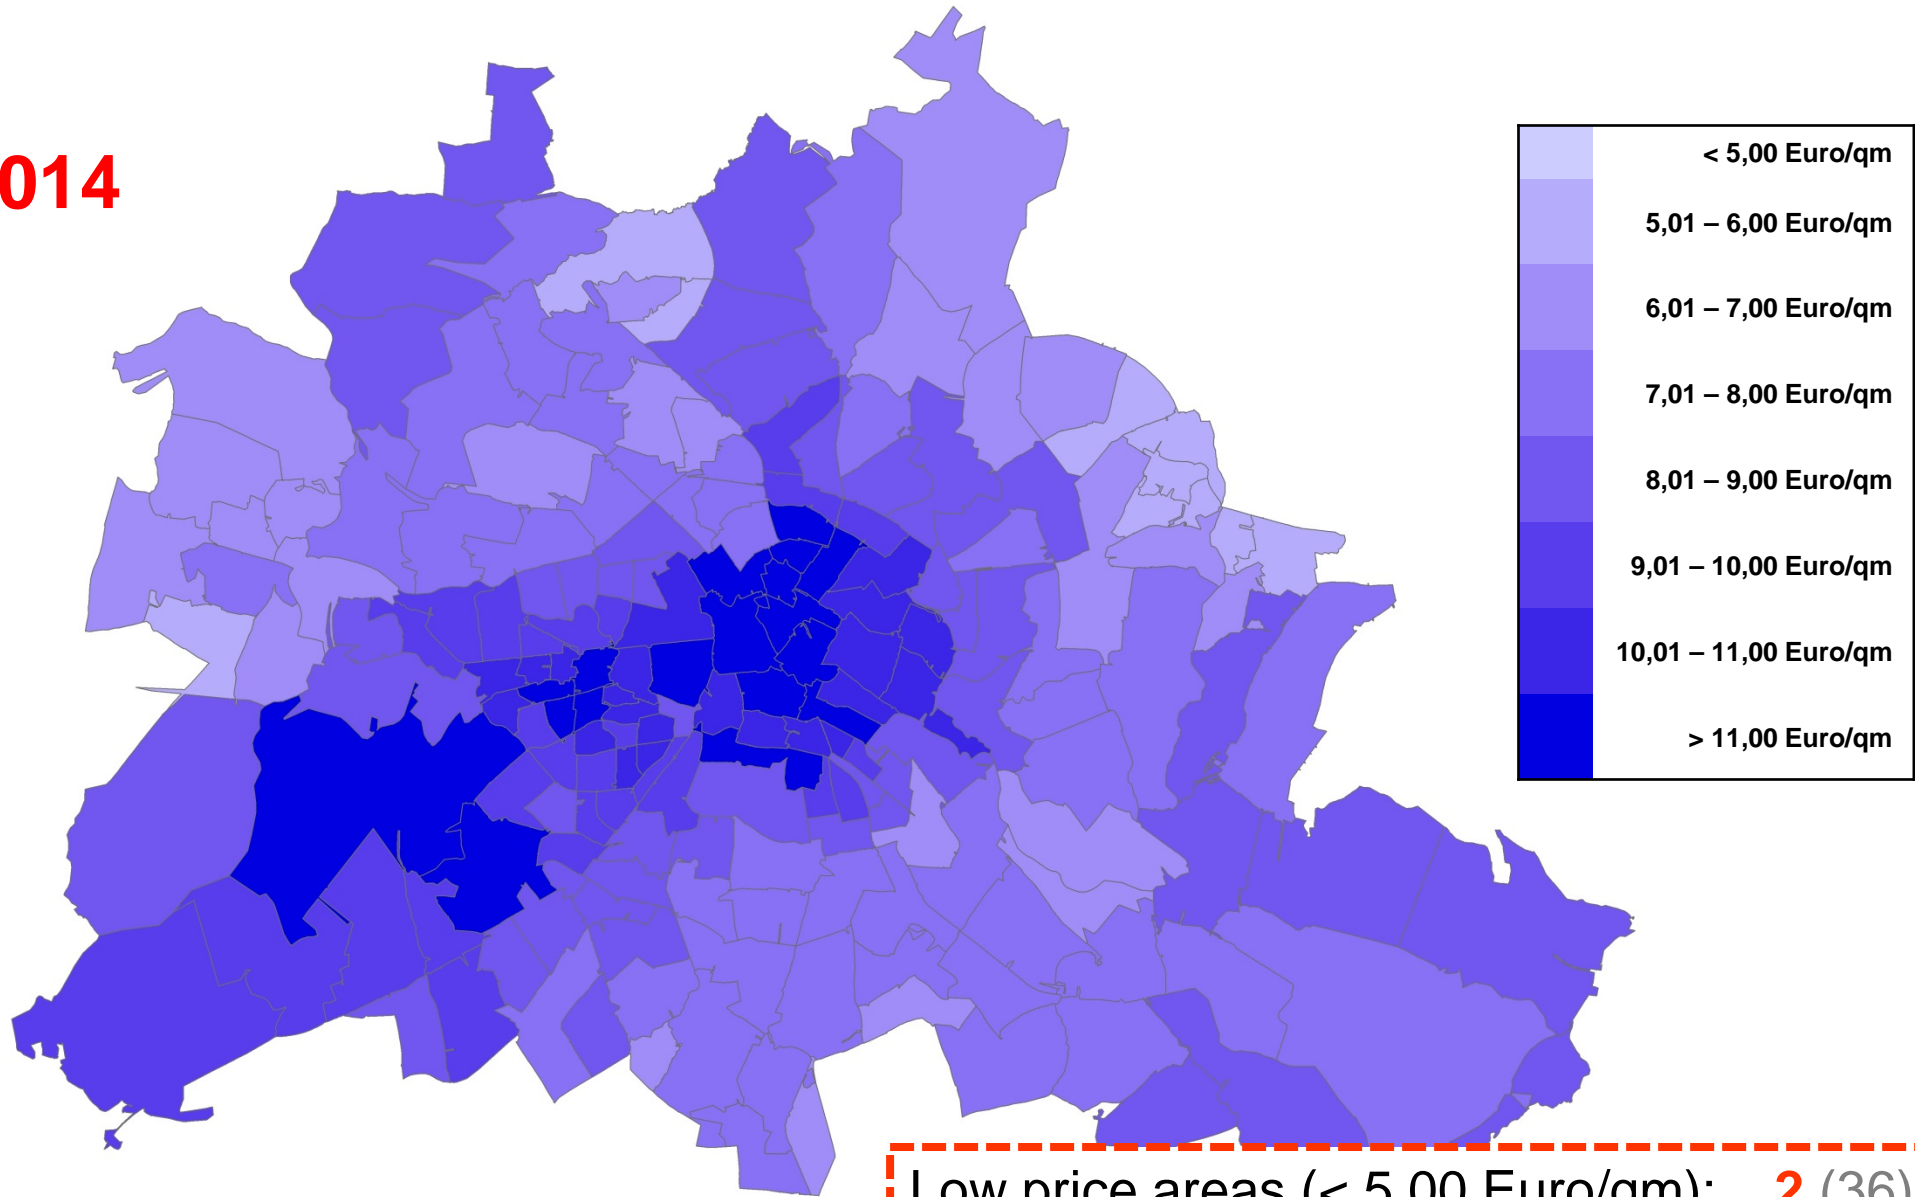 014
< 5,00 Euro/qm
5,01 – 6,00 Euro/qm
6,01 – 7,00 Euro/qm
7,01 – 8,00 Euro/qm
8,01 – 9,00 Euro/qm
9,01 – 10,00 Euro/qm
10,01 – 11,00 Euro/qm
> 11,00 Euro/qm
Low price areas (< 5,00 Euro/qm): 2 (36)